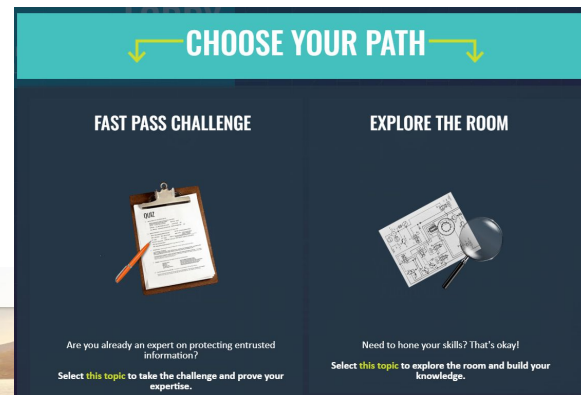 CHOOSE YOUR PATH
FAST PASS CHALLENGE
QUIZ
Are you already an expert on protecting entrusted
information?
Select this topic to take the challenge and prove your
expertise.
EXPLORE THE ROOM
Need to hone your skills? That's okay!
Select this topic to explore the room and build your
knowledge.